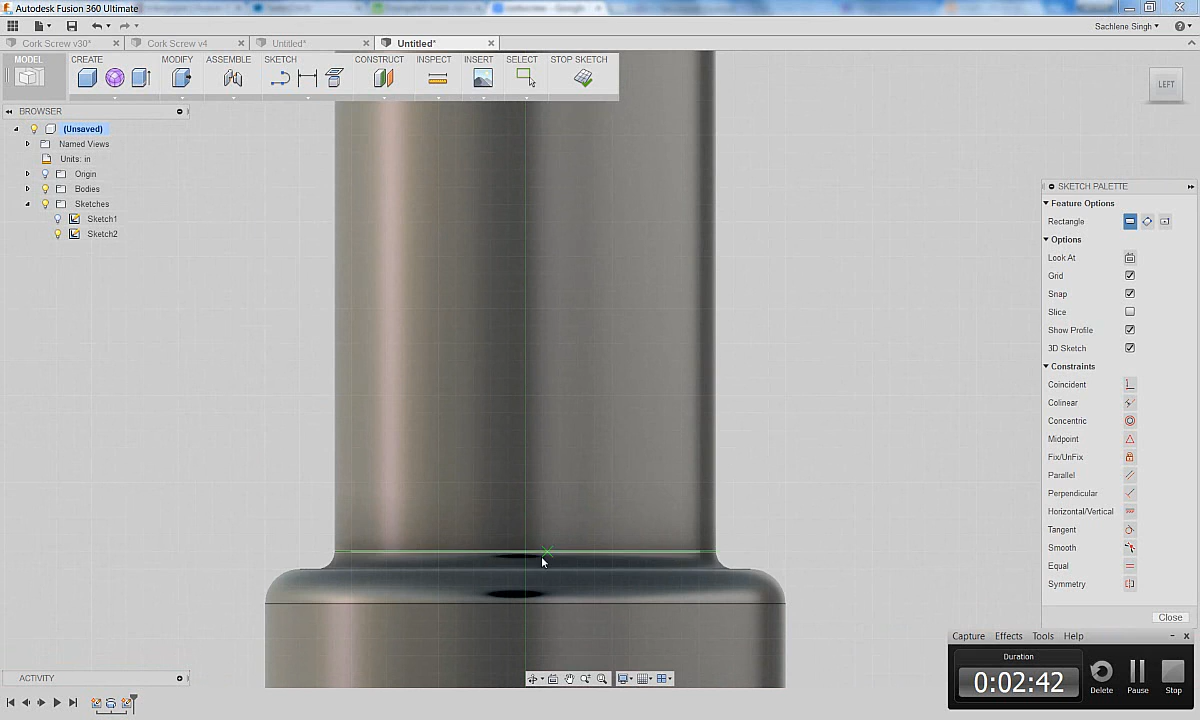 Autodesk Fusion 360 Ultimate
Sachlene Singh
Cork Screw v30*
Cork Screw v4
Untitled*
Untitled*
MODEL
CREATE
MODIFY
ASSEMBLE
SKETCH
CONSTRUCT
INSPECT
INSERT
SELECT
STOP SKETCH
LEFT
BROWSER
(Unsaved)
Named Views
Units: in
Origin
Bodies
Sketches
Sketch1
Sketch2
SKETCH PALETTE
Feature Options
Rectangle
Options
Look At
Grid
Snap
Slice
Show Profile
3D Sketch
Constraints
Coincident
Colinear
Concentric
Midpoint
Fix/UnFix
Parallel
Perpendicular
Horizontal/Vertical
Tangent
Smooth
Equal
Symmetry
Close
Capture Effects Tools Help
Duration
0:02:42
Delete Pause Stop
ACTIVITY